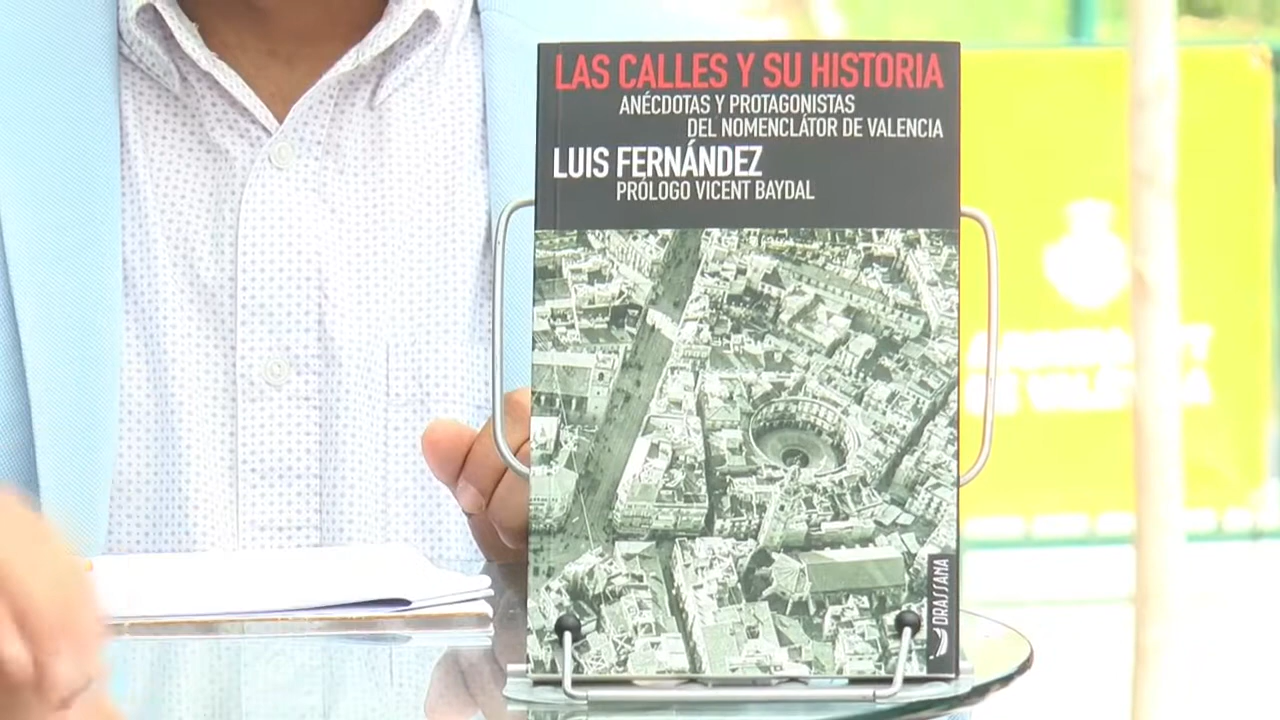 LAS CALLES Y SU HISTORIA
ANÉCDOTAS Y PROTAGONISTAS
DEL NOMENCLÁTOR DE VALENCIA
LUIS FERNÁNDEZ
PRÓLOGO VICENT BAYDAL
DRASSANA